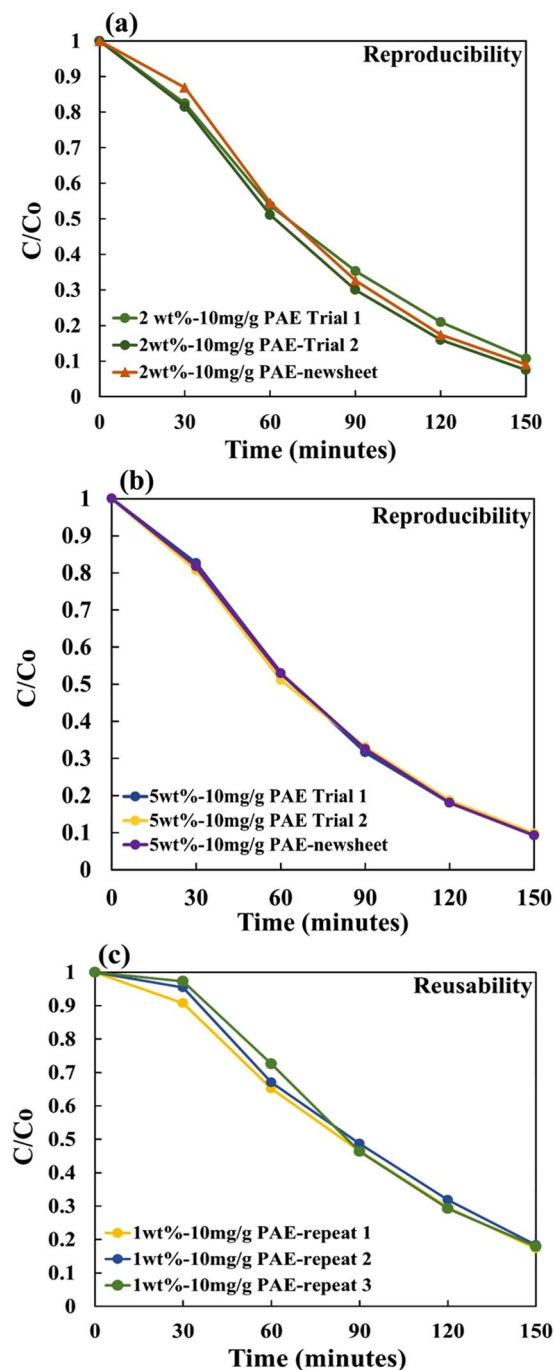 (a)
Reproducibility
1
0.9
0.8
0.7
0.6
0.5
0.4
0.3
0.2
0.1
0
C/Co
2 wt%-10mg/g PAE Trial 1
2wt%-10mg/g PAE-Trial 2
2wt%-10mg/g PAE-newsheet
0 30 60 90 120 150
Time (minutes)
(b)
Reproducibility
1
0.9
0.8
0.7
0.6
0.5
0.4
0.3
0.2
0.1
0
C/Co
5wt%-10mg/g PAE Trial 1
5wt%-10mg/g PAE Trial 2
5wt%-10mg/g PAE-newsheet
0 30 60 90 120 150
Time (minutes)
(c)
Reusability
1
0.9
0.8
0.7
0.6
0.5
0.4
0.3
0.2
0.1
0
C/Co
1wt%-10mg/g PAE-repeat 1
1wt%-10mg/g PAE-repeat 2
1wt%-10mg/g PAE-repeat 3
0 30 60 90 120 150
Time (minutes)